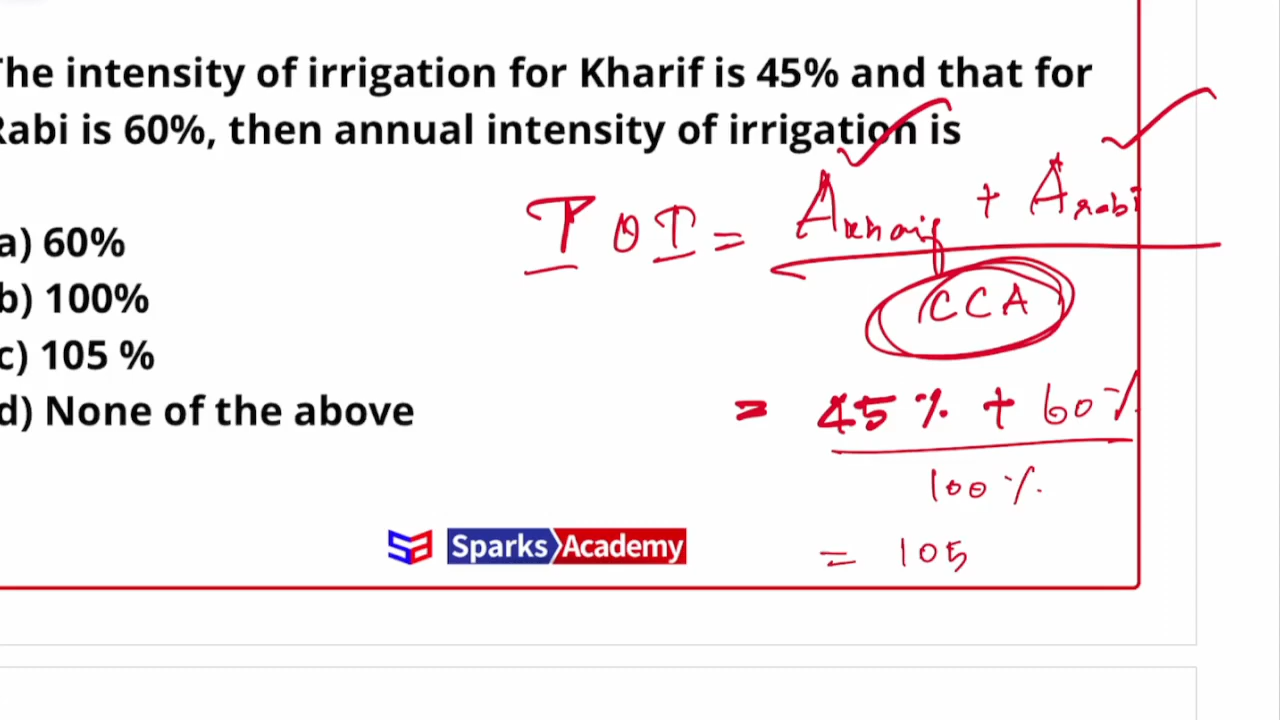 The intensity of irrigation for Kharif is 45% and that for
Rabi is 60%, then annual intensity of irrigation is
a) 60%
b) 100%
c) 105 %
d) None of the above
IOI = Akharif + Arabi
CCA
= 45% + 60%
100%
= 105
Sparks Academy